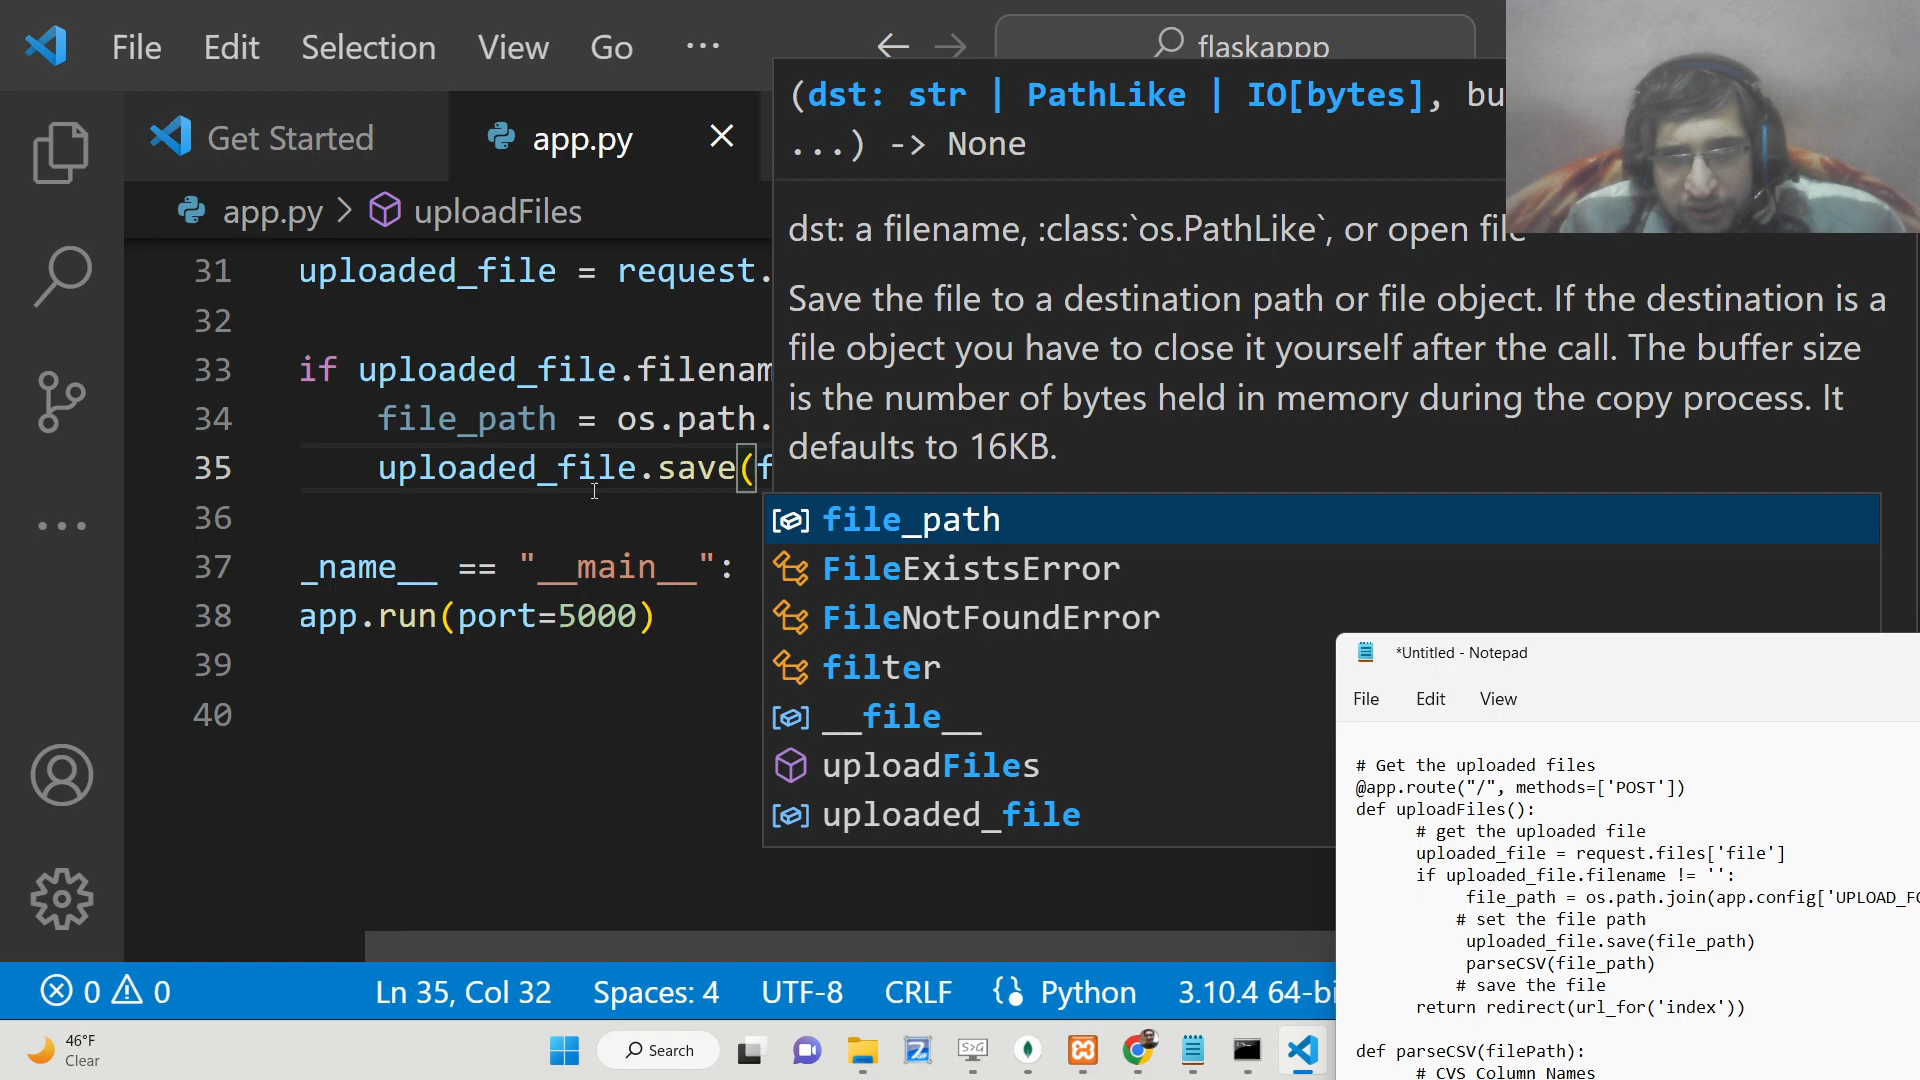 File Edit Selection View Go ... flaskappp
Get Started app.py
app.py > uploadFiles
(dst: str | PathLike | IO[bytes], bu
...) -> None
dst: a filename, :class:`os.PathLike`, or open file
Save the file to a destination path or file object. If the destination is a
file object you have to close it yourself after the call. The buffer size
is the number of bytes held in memory during the copy process. It
defaults to 16KB.
31 uploaded_file = request.
32
33 if uploaded_file.filenam
34 file_path = os.path.
35 uploaded_file.save(f
36
37 _name__ == "__main__":
38 app.run(port=5000)
39
40
file_path
FileExistsError
FileNotFoundError
filter
__file__
uploadFiles
uploaded_file
*Untitled - Notepad
File Edit View
# Get the uploaded files
@app.route("/", methods=['POST'])
def uploadFiles():
# get the uploaded file
uploaded_file = request.files['file']
if uploaded_file.filename != '':
file_path = os.path.join(app.config['UPLOAD_FO
# set the file path
uploaded_file.save(file_path)
parseCSV(file_path)
# save the file
return redirect(url_for('index'))
def parseCSV(filePath):
# CVS Column Names
0 0 Ln 35, Col 32 Spaces: 4 UTF-8 CRLF Python 3.10.4 64-bi
46°F
Clear
Search